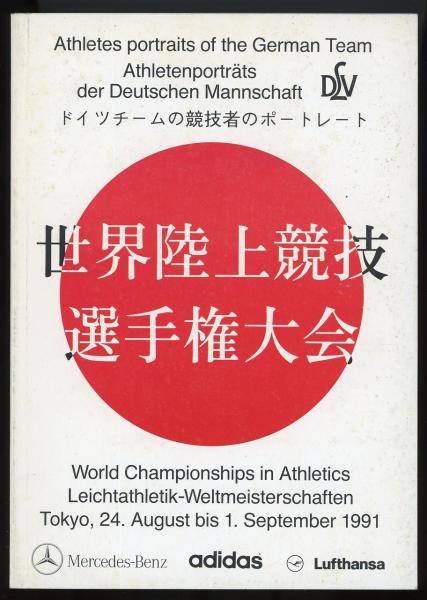 Athletes portraits of the German Team
Athletenporträts
der Deutschen Mannschaft
DLV
ドイツチームの競技者のポートレート
世界陸上競技
選手権大会
World Championships in Athletics
Leichtathletik-Weltmeisterschaften
Tokyo, 24. August bis 1. September 1991
Mercedes-Benz
adidas
Lufthansa